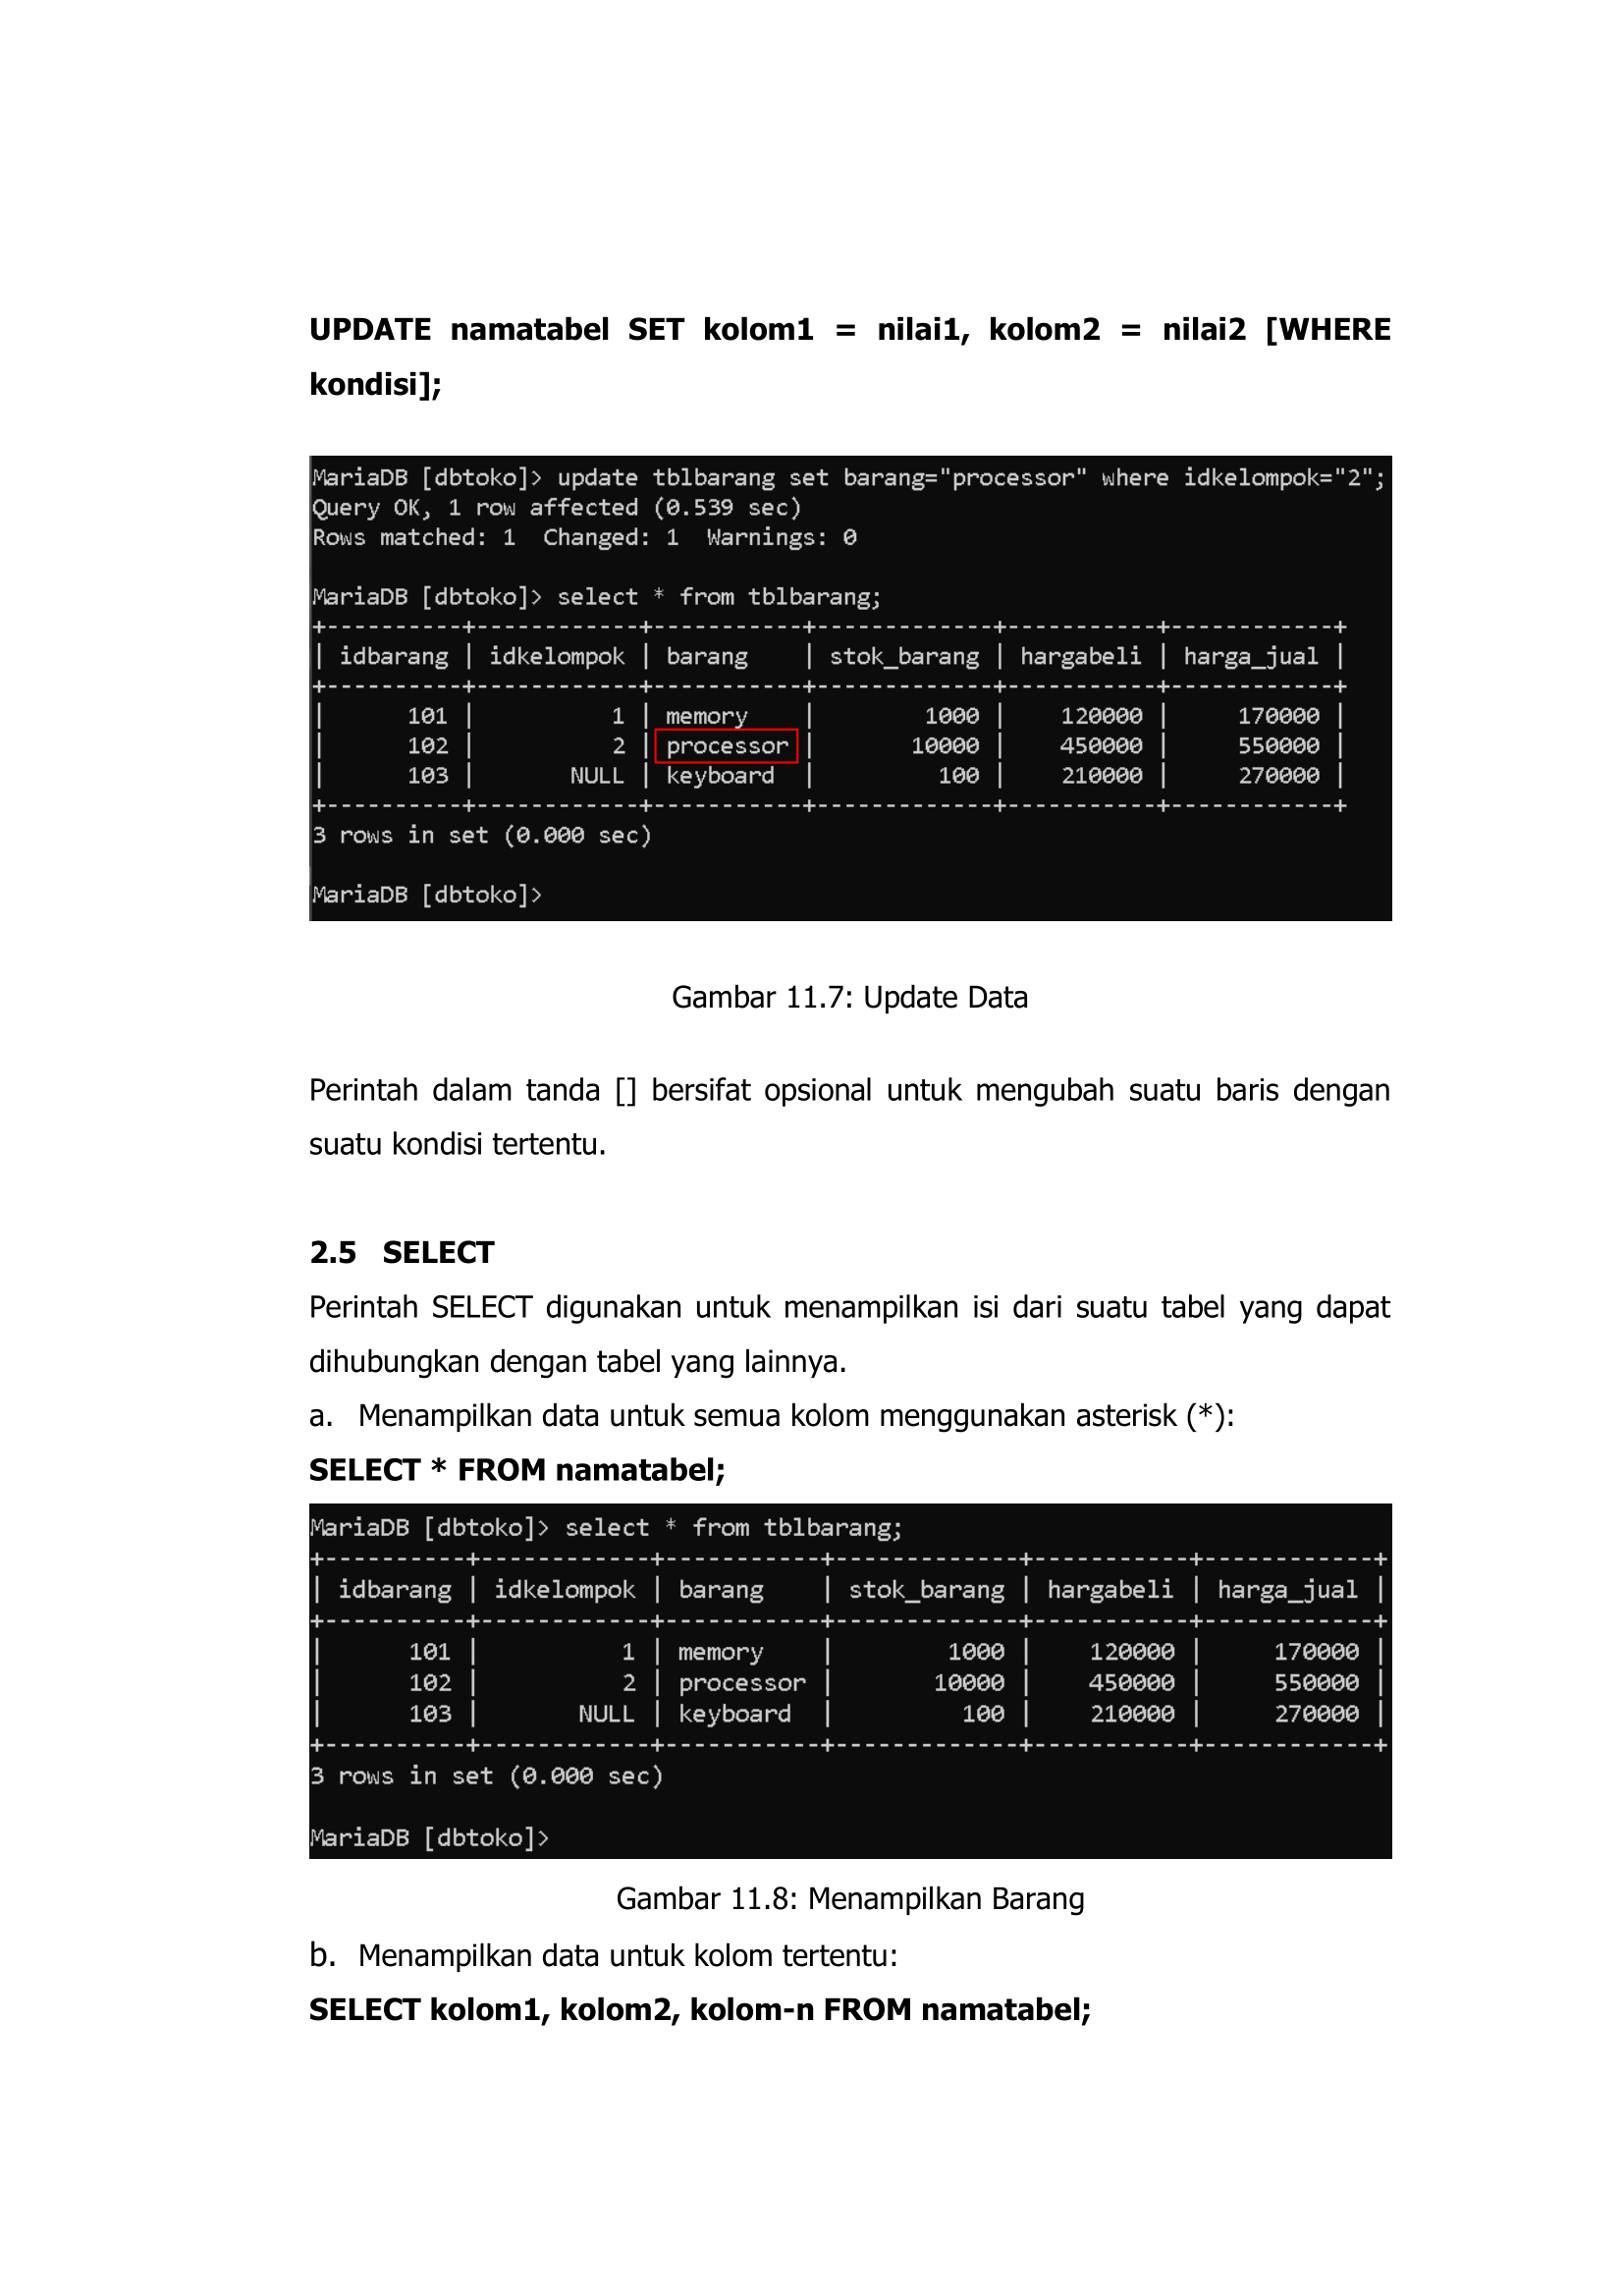 UPDATE namatabel SET kolom1 = nilai1, kolom2 = nilai2 [WHERE
kondisi];
MariaDB [dbtoko]> update tblbarang set barang="processor" where idkelompok="2";
Query OK, 1 row affected (0.539 sec)
Rows matched: 1  Changed: 1  Warnings: 0
MariaDB [dbtoko]> select * from tblbarang;
+----------+------------+-----------+-------------+-----------+------------+
| idbarang | idkelompok | barang    | stok_barang | hargabeli | harga_jual |
+----------+------------+-----------+-------------+-----------+------------+
|      101 |          1 | memory    |        1000 |    120000 |     170000 |
|      102 |          2 | processor |       10000 |    450000 |     550000 |
|      103 |       NULL | keyboard  |         100 |    210000 |     270000 |
+----------+------------+-----------+-------------+-----------+------------+
3 rows in set (0.000 sec)
MariaDB [dbtoko]>
Gambar 11.7: Update Data
Perintah dalam tanda [] bersifat opsional untuk mengubah suatu baris dengan
suatu kondisi tertentu.
2.5 SELECT
Perintah SELECT digunakan untuk menampilkan isi dari suatu tabel yang dapat
dihubungkan dengan tabel yang lainnya.
a. Menampilkan data untuk semua kolom menggunakan asterisk (*):
SELECT * FROM namatabel;
MariaDB [dbtoko]> select * from tblbarang;
+----------+------------+-----------+-------------+-----------+------------+
| idbarang | idkelompok | barang    | stok_barang | hargabeli | harga_jual |
+----------+------------+-----------+-------------+-----------+------------+
|      101 |          1 | memory    |        1000 |    120000 |     170000 |
|      102 |          2 | processor |       10000 |    450000 |     550000 |
|      103 |       NULL | keyboard  |         100 |    210000 |     270000 |
+----------+------------+-----------+-------------+-----------+------------+
3 rows in set (0.000 sec)
MariaDB [dbtoko]>
Gambar 11.8: Menampilkan Barang
b. Menampilkan data untuk kolom tertentu:
SELECT kolom1, kolom2, kolom-n FROM namatabel;